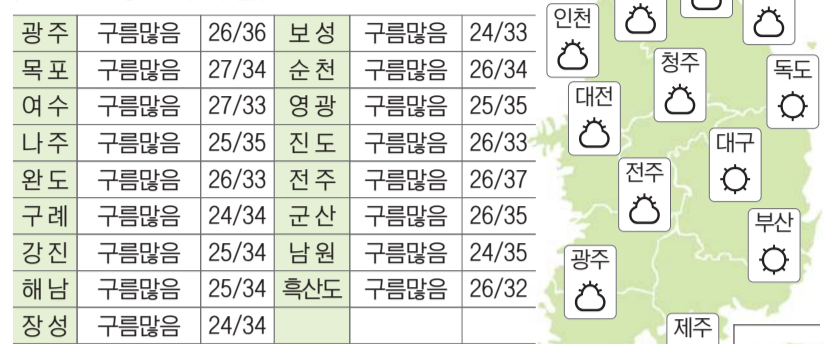 광주 구름많음 26/36 보성 구름많음 24/33
목포 구름많음 27/34 순천 구름많음 26/34
여수 구름많음 27/33 영광 구름많음 25/35
나주 구름많음 25/35 진도 구름많음 26/33
완도 구름많음 26/33 전주 구름많음 26/37
구례 구름많음 24/34 군산 구름많음 26/35
강진 구름많음 25/34 남원 구름많음 24/35
해남 구름많음 25/34 흑산도 구름많음 26/32
장성 구름많음 24/34
인천
청주
독도
대전
대구
전주
부산
광주
제주